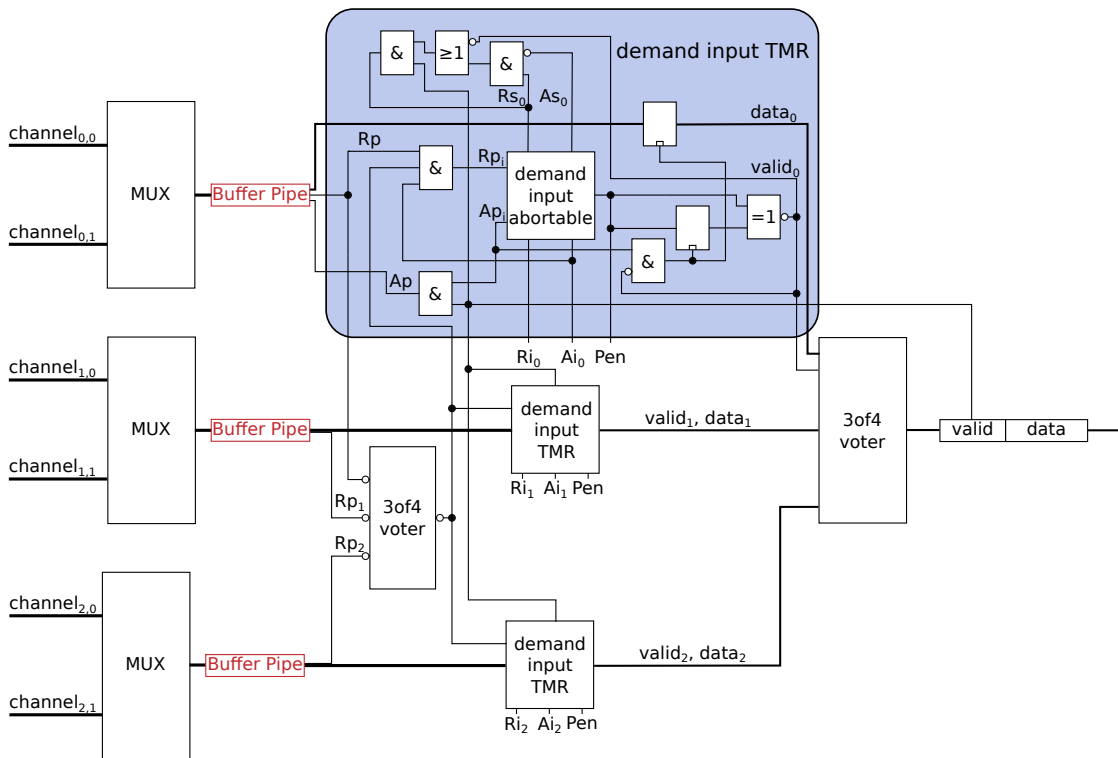 demand input TMR
&
≥1
&
Rs₀
As₀
channel₀,₀
data₀
Rp
&
Rpᵢ
demand
input
abortable
valid₀
MUX
Buffer Pipe
Apᵢ
=1
channel₀,₁
&
Ap
&
Ri₀
Ai₀
Pen
channel₁,₀
MUX
Buffer Pipe
demand
input
TMR
valid₁, data₁
3of4
voter
valid
data
channel₁,₁
Ri₁
Ai₁
Pen
Rp₁
3of4
voter
Rp₂
channel₂,₀
MUX
Buffer Pipe
demand
input
TMR
valid₂, data₂
channel₂,₁
Ri₂
Ai₂
Pen